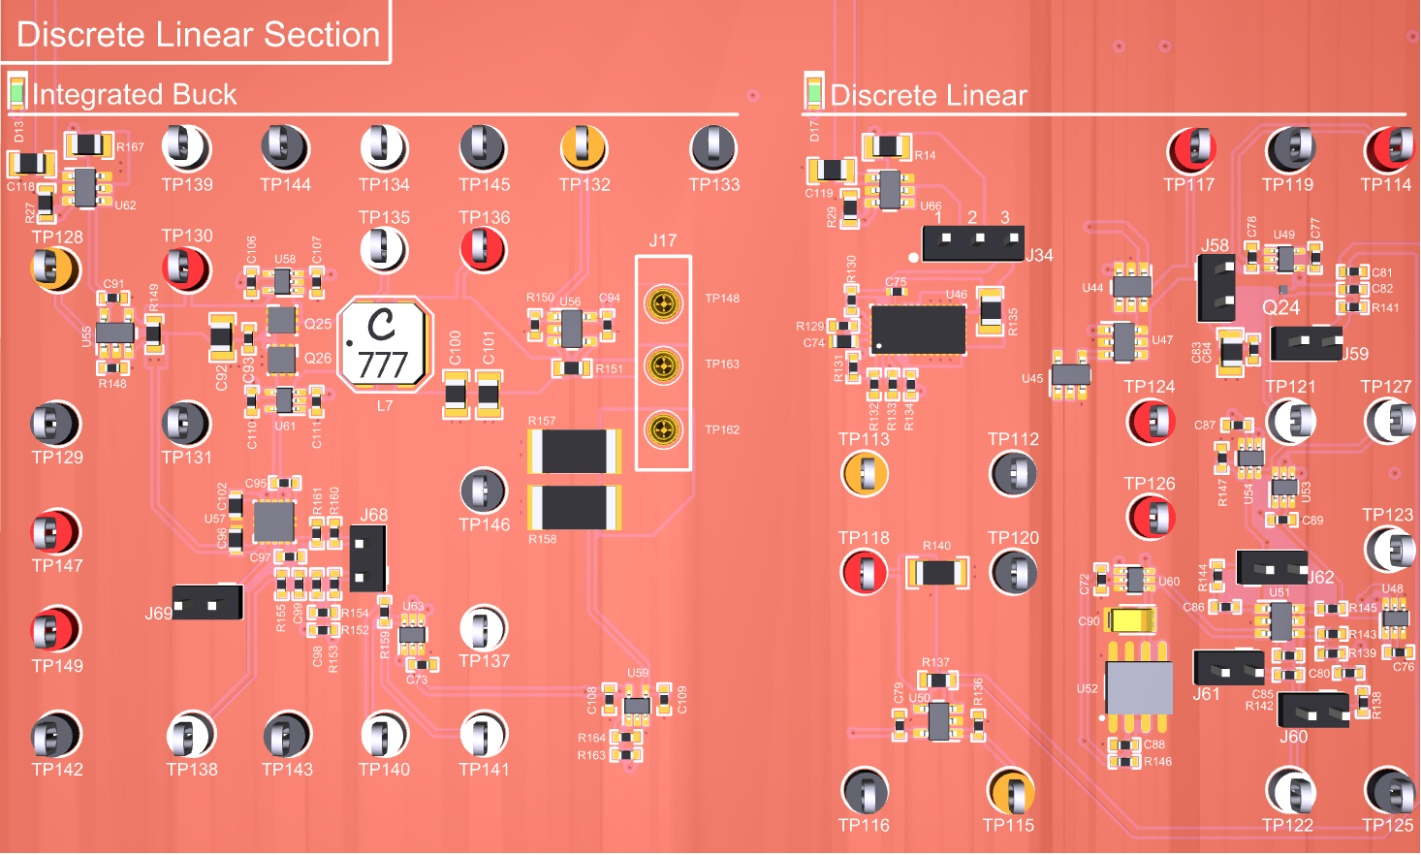 Discrete Linear Section
Integrated Buck
Discrete Linear
D13
R167
C118
R27
U62
TP139
TP144
TP134
TP145
TP132
TP133
TP128
TP130
TP135
TP136
C106
U58
C107
C91
R149
U55
R148
C92
C93
Q25
Q26
C110
U61
C111
C
777
L7
C100
C101
R150
U56
C94
R151
J17
TP148
TP163
TP162
R157
R158
TP129
TP131
TP146
C95
C102
U57
C96
C97
R161
R160
J68
J69
R155
C99
R154
R152
C98
R153
R159
U63
C73
TP147
TP149
TP137
TP142
TP138
TP143
TP140
TP141
U59
C108
C109
R164
R163
D17
R14
C119
R29
U66
1 2 3
J34
TP117
TP119
TP114
R130
C75
U46
R135
R129
C74
R131
R132
R133
R134
U44
U47
U45
J58
C78
U49
C77
C81
C82
R141
Q24
C83
C84
J59
TP124
TP121
TP127
TP113
TP112
C87
R147
U54
U53
C89
TP126
TP123
TP118
R140
TP120
C72
U60
R144
J62
C86
U51
R145
R143
R139
U48
C76
C90
U52
J61
C85
R142
C80
R138
J60
R137
C79
U50
R136
C88
R146
TP116
TP115
TP122
TP125